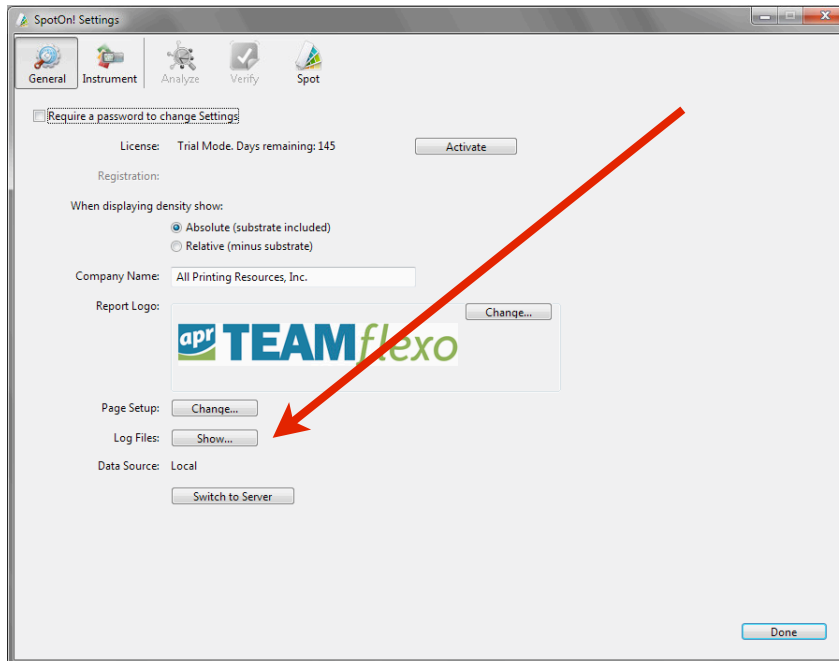 SpotOn! Settings
General Instrument Analyze Verify Spot
Require a password to change Settings
License: Trial Mode. Days remaining: 145 Activate
Registration:
When displaying density show:
Absolute (substrate included)
Relative (minus substrate)
Company Name: All Printing Resources, Inc.
Report Logo: Change...
apr TEAMflexo
Page Setup: Change...
Log Files: Show...
Data Source: Local
Switch to Server
Done